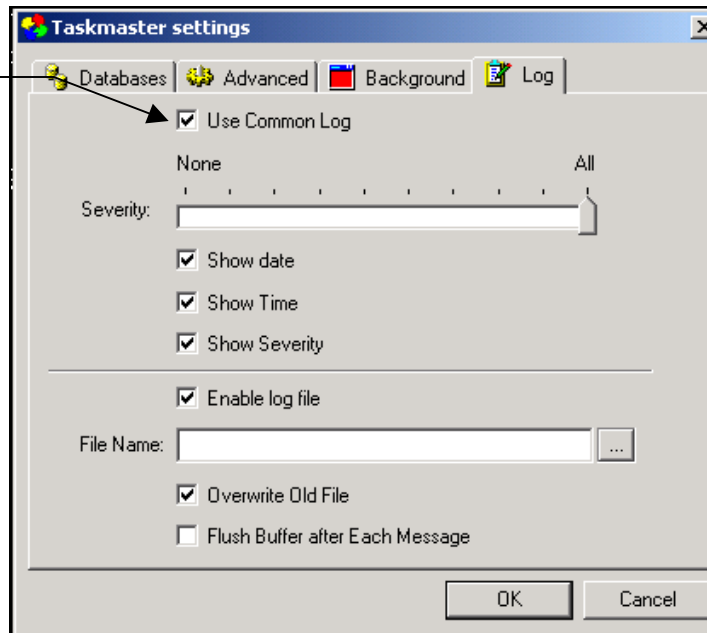 Taskmaster settings
Databases Advanced Background Log
Use Common Log
None All
Severity:
Show date
Show Time
Show Severity
Enable log file
File Name: ...
Overwrite Old File
Flush Buffer after Each Message
OK Cancel